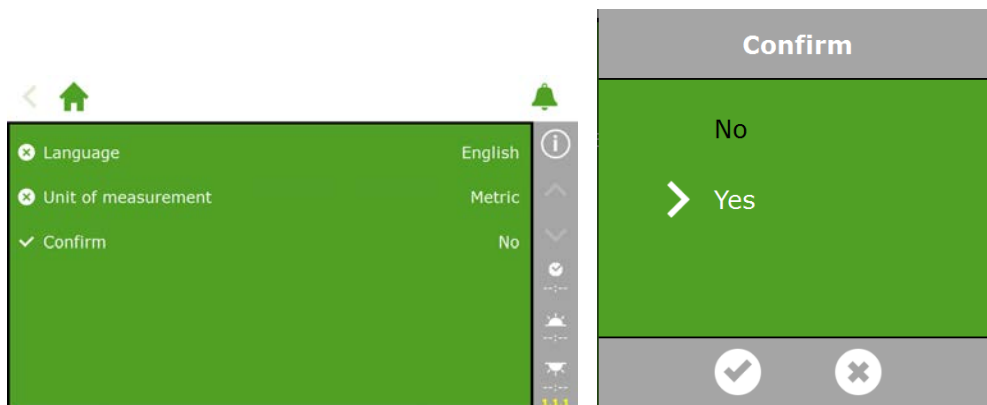 Language English
Unit of measurement Metric
Confirm No
--:--
--:--
--:--
Confirm
No
Yes